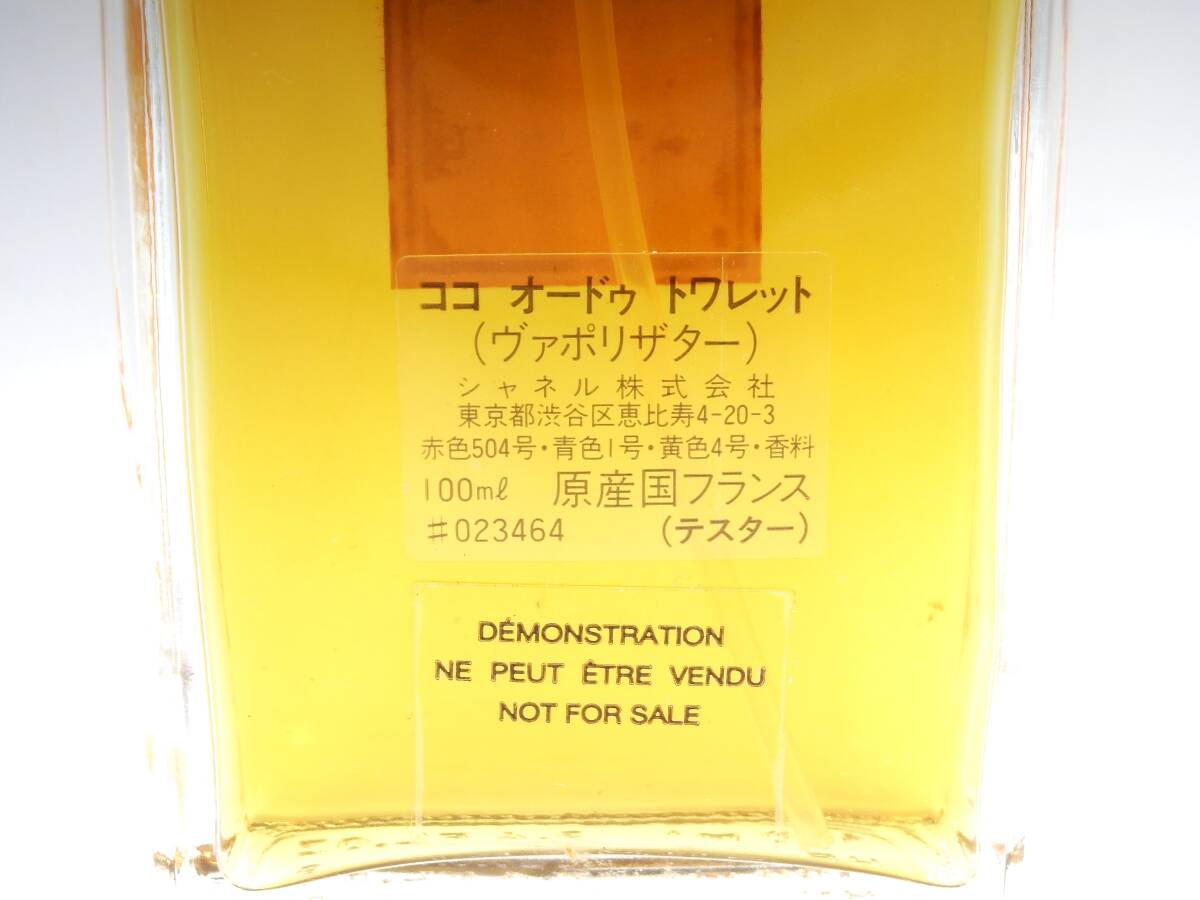 ココ オードゥ トワレット
(ヴァポリザター)
シャネル株式会社
東京都渋谷区恵比寿4-20-3
赤色504号・青色1号・黄色4号・香料
100mℓ 原産国フランス
♯023464 (テスター)
DÉMONSTRATION
NE PEUT ÊTRE VENDU
NOT FOR SALE